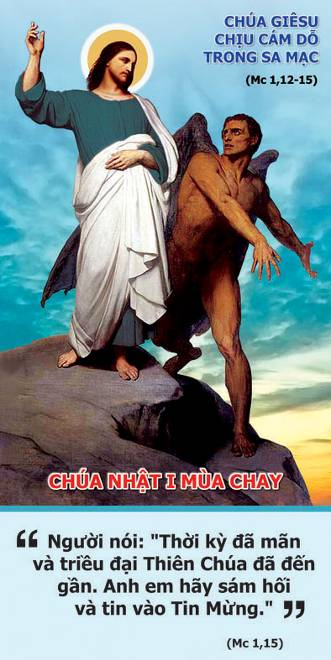 CHÚA GIÊSU
CHỊU CÁM DỖ
TRONG SA MẠC
(Mc 1,12-15)
CHÚA NHẬT I MÙA CHAY
“ Người nói: "Thời kỳ đã mãn
và triều đại Thiên Chúa đã đến
gần. Anh em hãy sám hối
và tin vào Tin Mừng." ”
(Mc 1,15)